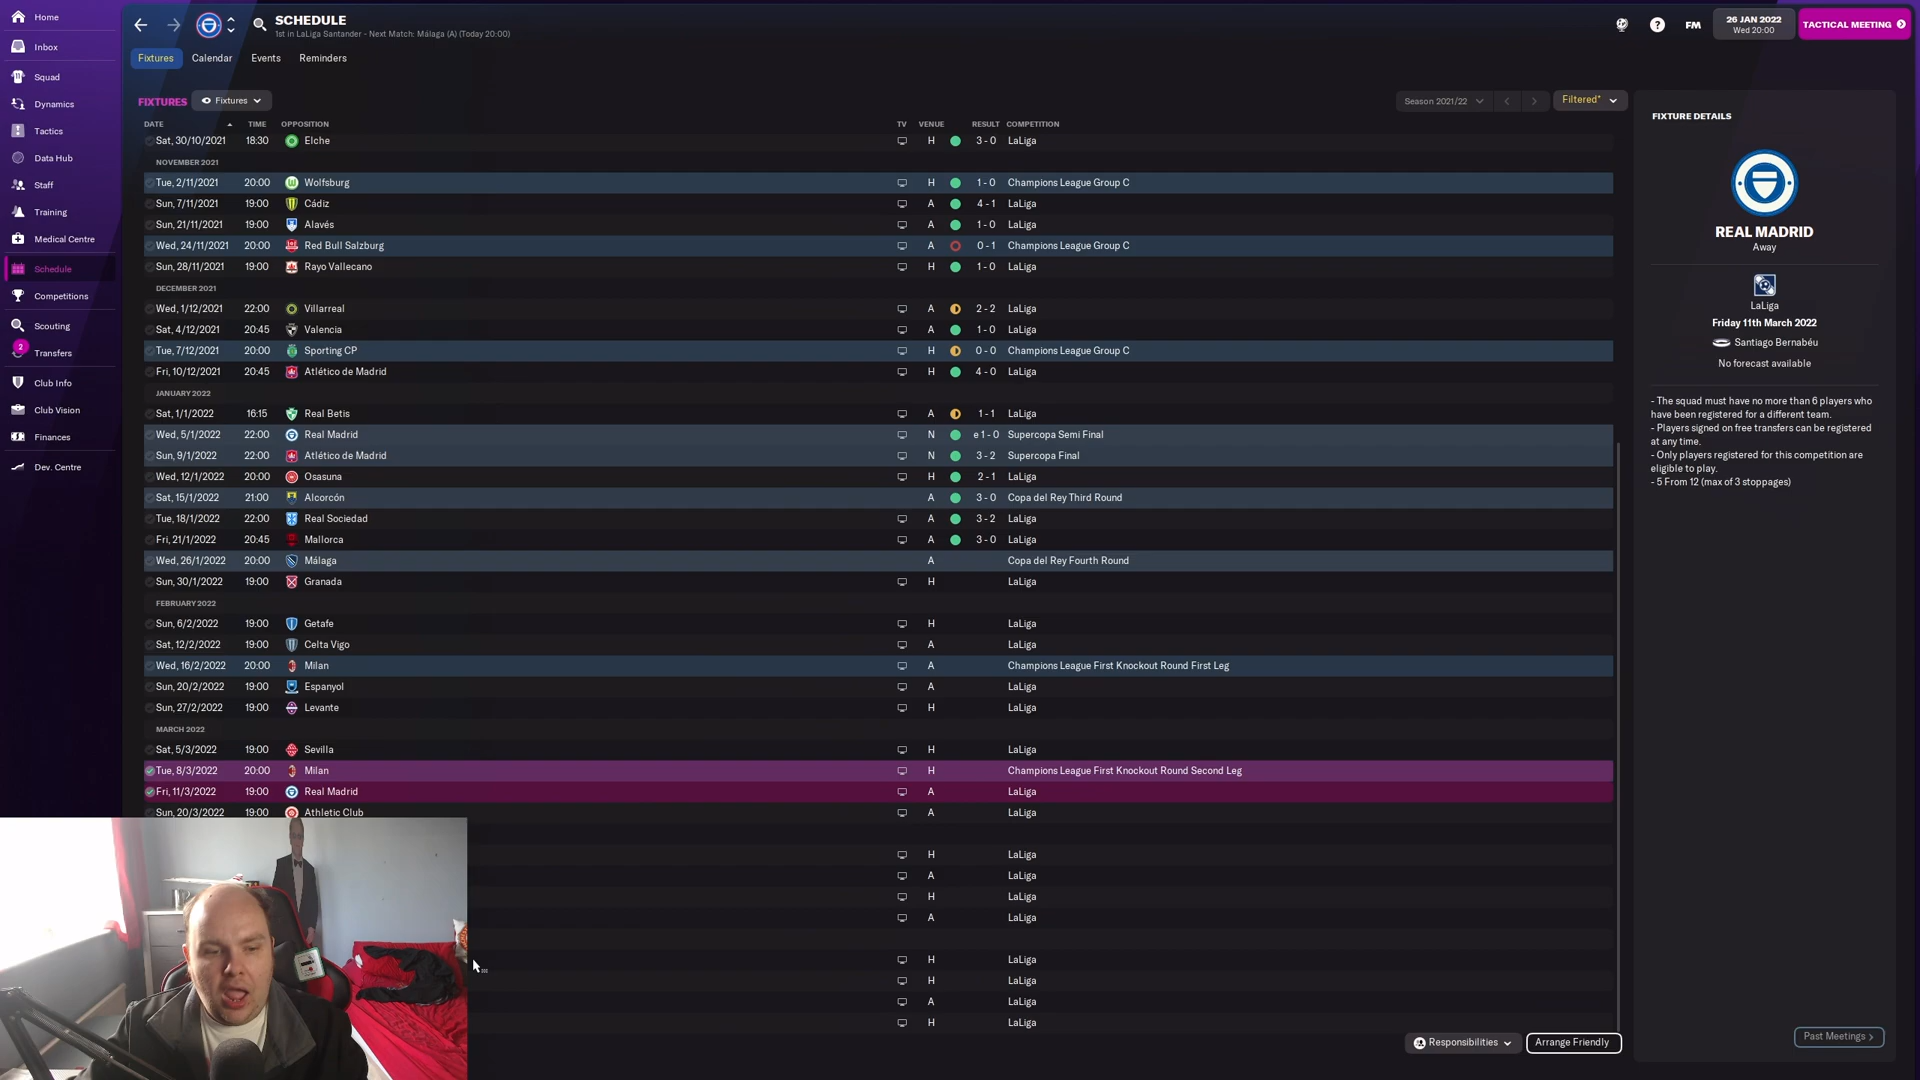 Home
Inbox
Squad
Dynamics
Tactics
Data Hub
Staff
Training
Medical Centre
Schedule
Competitions
Scouting
2
Transfers
Club Info
Club Vision
Finances
Dev. Centre
SCHEDULE
1st in LaLiga Santander - Next Match: Málaga (A) (Today 20:00)
? FM
26 JAN 2022
Wed 20:00
TACTICAL MEETING
Fixtures Calendar Events Reminders
FIXTURES Fixtures Season 2021/22 Filtered*
DATE TIME OPPOSITION TV VENUE RESULT COMPETITION
Sat, 30/10/2021 18:30 Elche H 3 - 0 LaLiga
NOVEMBER 2021
Tue, 2/11/2021 20:00 Wolfsburg H 1 - 0 Champions League Group C
Sun, 7/11/2021 19:00 Cádiz A 4 - 1 LaLiga
Sun, 21/11/2021 19:00 Alavés A 1 - 0 LaLiga
Wed, 24/11/2021 20:00 Red Bull Salzburg A 0 - 1 Champions League Group C
Sun, 28/11/2021 19:00 Rayo Vallecano H 1 - 0 LaLiga
DECEMBER 2021
Wed, 1/12/2021 22:00 Villarreal A 2 - 2 LaLiga
Sat, 4/12/2021 20:45 Valencia A 1 - 0 LaLiga
Tue, 7/12/2021 20:00 Sporting CP H 0 - 0 Champions League Group C
Fri, 10/12/2021 20:45 Atlético de Madrid H 4 - 0 LaLiga
JANUARY 2022
Sat, 1/1/2022 16:15 Real Betis A 1 - 1 LaLiga
Wed, 5/1/2022 22:00 Real Madrid N e 1 - 0 Supercopa Semi Final
Sun, 9/1/2022 22:00 Atlético de Madrid N 3 - 2 Supercopa Final
Wed, 12/1/2022 20:00 Osasuna H 2 - 1 LaLiga
Sat, 15/1/2022 21:00 Alcorcón A 3 - 0 Copa del Rey Third Round
Tue, 18/1/2022 22:00 Real Sociedad A 3 - 2 LaLiga
Fri, 21/1/2022 20:45 Mallorca A 3 - 0 LaLiga
Wed, 26/1/2022 20:00 Málaga A Copa del Rey Fourth Round
Sun, 30/1/2022 19:00 Granada H LaLiga
FEBRUARY 2022
Sun, 6/2/2022 19:00 Getafe H LaLiga
Sat, 12/2/2022 19:00 Celta Vigo A LaLiga
Wed, 16/2/2022 20:00 Milan A Champions League First Knockout Round First Leg
Sun, 20/2/2022 19:00 Espanyol A LaLiga
Sun, 27/2/2022 19:00 Levante H LaLiga
MARCH 2022
Sat, 5/3/2022 19:00 Sevilla H LaLiga
Tue, 8/3/2022 20:00 Milan H Champions League First Knockout Round Second Leg
Fri, 11/3/2022 19:00 Real Madrid A LaLiga
Sun, 20/3/2022 19:00 Athletic Club A LaLiga
H LaLiga
A LaLiga
H LaLiga
A LaLiga
H LaLiga
H LaLiga
A LaLiga
H LaLiga
Responsibilities Arrange Friendly
FIXTURE DETAILS
REAL MADRID
Away
LaLiga
Friday 11th March 2022
Santiago Bernabéu
No forecast available
- The squad must have no more than 6 players who
have been registered for a different team.
- Players signed on free transfers can be registered
at any time.
- Only players registered for this competition are
eligible to play.
- 5 From 12 (max of 3 stoppages)
Past Meetings >